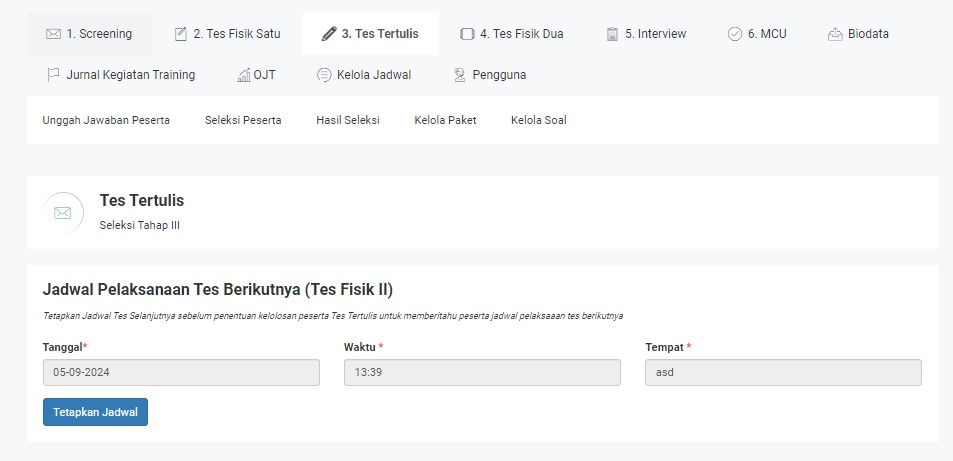 1. Screening
2. Tes Fisik Satu
3. Tes Tertulis
4. Tes Fisik Dua
5. Interview
6. MCU
Biodata
Jurnal Kegiatan Training
OJT
Kelola Jadwal
Pengguna
Unggah Jawaban Peserta
Seleksi Peserta
Hasil Seleksi
Kelola Paket
Kelola Soal
Tes Tertulis
Seleksi Tahap III
Jadwal Pelaksanaan Tes Berikutnya (Tes Fisik II)
Tetapkan Jadwal Tes Selanjutnya sebelum penentuan kelolosan peserta Tes Tertulis untuk memberitahu peserta jadwal pelaksaaan tes berikutnya
Tanggal*
Waktu *
Tempat *
05-09-2024
13:39
asd
Tetapkan Jadwal